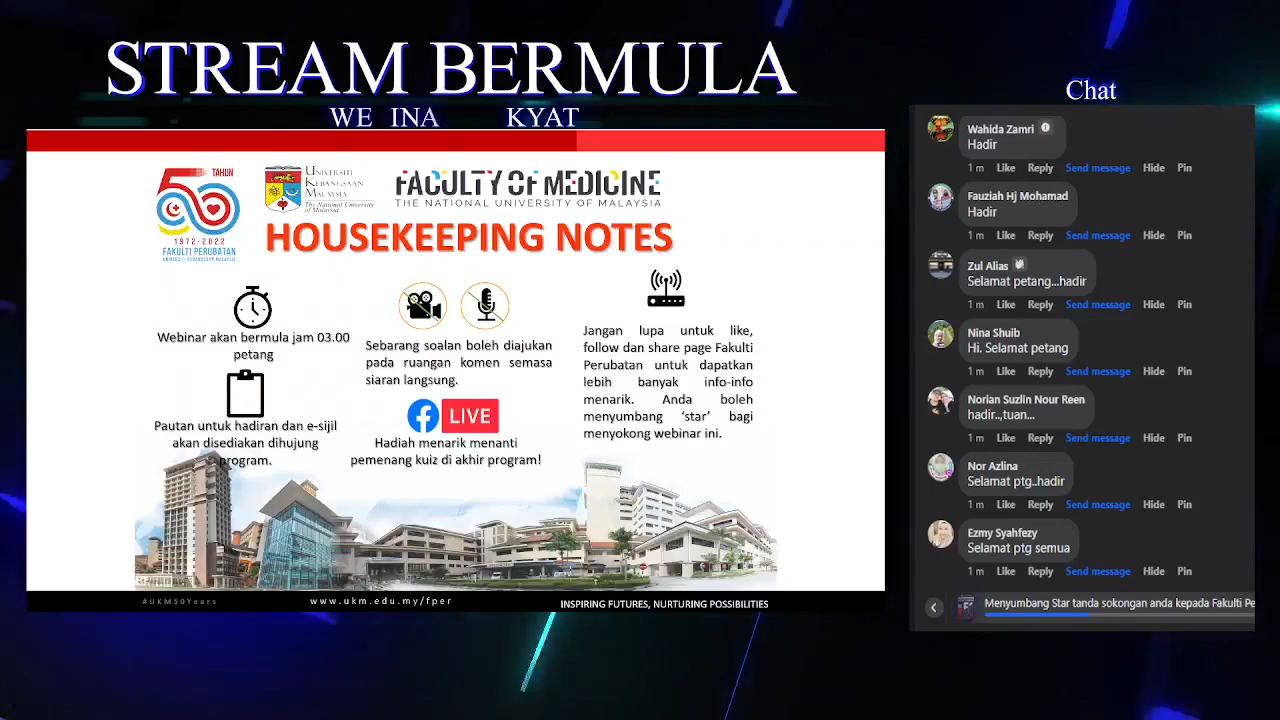 STREAM BERMULA
WE INA KYAT
Chat
TAHUN
1972-2022
FAKULTI PERUBATAN
UNIVERSITI KEBANGSAAN MALAYSIA
UNIVERSITI
KEBANGSAAN
MALAYSIA
The National University
of Malaysia
FACULTY OF MEDICINE
THE NATIONAL UNIVERSITY OF MALAYSIA
HOUSEKEEPING NOTES
Webinar akan bermula jam 03.00
petang
Pautan untuk hadiran dan e-sijil
akan disediakan dihujung
program.
Sebarang soalan boleh diajukan
pada ruangan komen semasa
siaran langsung.
LIVE
Hadiah menarik menanti
pemenang kuiz di akhir program!
Jangan lupa untuk like,
follow dan share page Fakulti
Perubatan untuk dapatkan
lebih banyak info-info
menarik. Anda boleh
menyumbang 'star' bagi
menyokong webinar ini.
#UKM50Years
www.ukm.edu.my/fper
INSPIRING FUTURES, NURTURING POSSIBILITIES
Wahida Zamri
Hadir
1 m Like Reply Send message Hide Pin
Fauziah Hj Mohamad
Hadir
1 m Like Reply Send message Hide Pin
Zul Alias
Selamat petang...hadir
1 m Like Reply Send message Hide Pin
Nina Shuib
Hi. Selamat petang
1 m Like Reply Send message Hide Pin
Norian Suzlin Nour Reen
hadir..,tuan...
1 m Like Reply Send message Hide Pin
Nor Azlina
Selamat ptg..hadir
1 m Like Reply Send message Hide Pin
Ezmy Syahfezy
Selamat ptg semua
1 m Like Reply Send message Hide Pin
Menyumbang Star tanda sokongan anda kepada Fakulti Pe